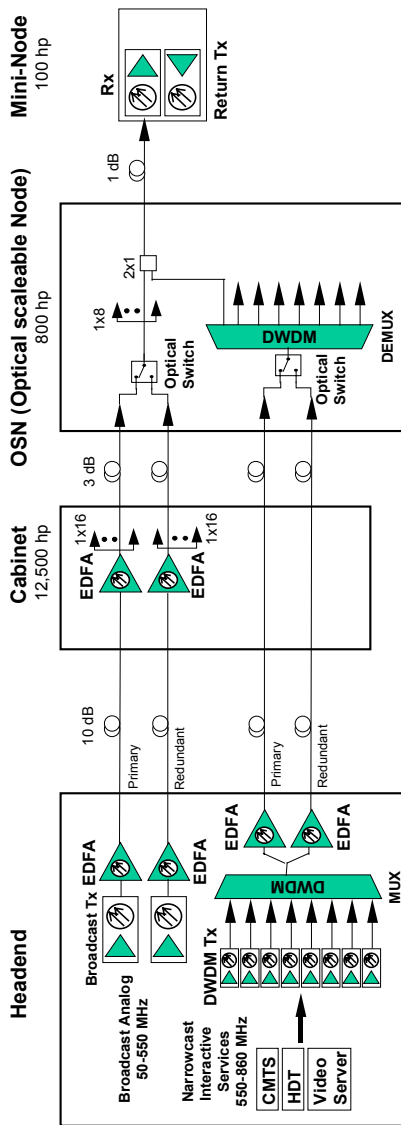 Headend
Cabinet
12,500 hp
OSN (Optical scaleable Node)
800 hp
Mini-Node
100 hp
Broadcast Tx
EDFA
EDFA
Broadcast Analog
50-550 MHz
10 dB
Primary
Redundant
EDFA
1x16
EDFA
1x16
3 dB
Optical
Switch
1x8
2x1
1 dB
Rx
Return Tx
DWDM Tx
Narrowcast
Interactive
Services
550-860 MHz
CMTS
HDT
Video
Server
DWDM
MUX
EDFA
EDFA
Primary
Redundant
Optical
Switch
DWDM
DEMUX